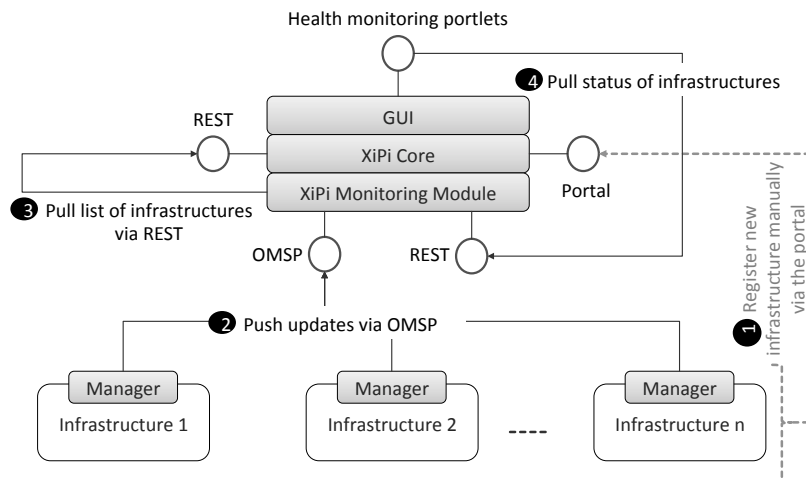 Health monitoring portlets
4 Pull status of infrastructures
GUI
REST
XiPi Core
Portal
XiPi Monitoring Module
3 Pull list of infrastructures
via REST
OMSP
REST
1 Register new
infrastructure manually
via the portal
2 Push updates via OMSP
Manager
Manager
Manager
Infrastructure 1
Infrastructure 2
Infrastructure n